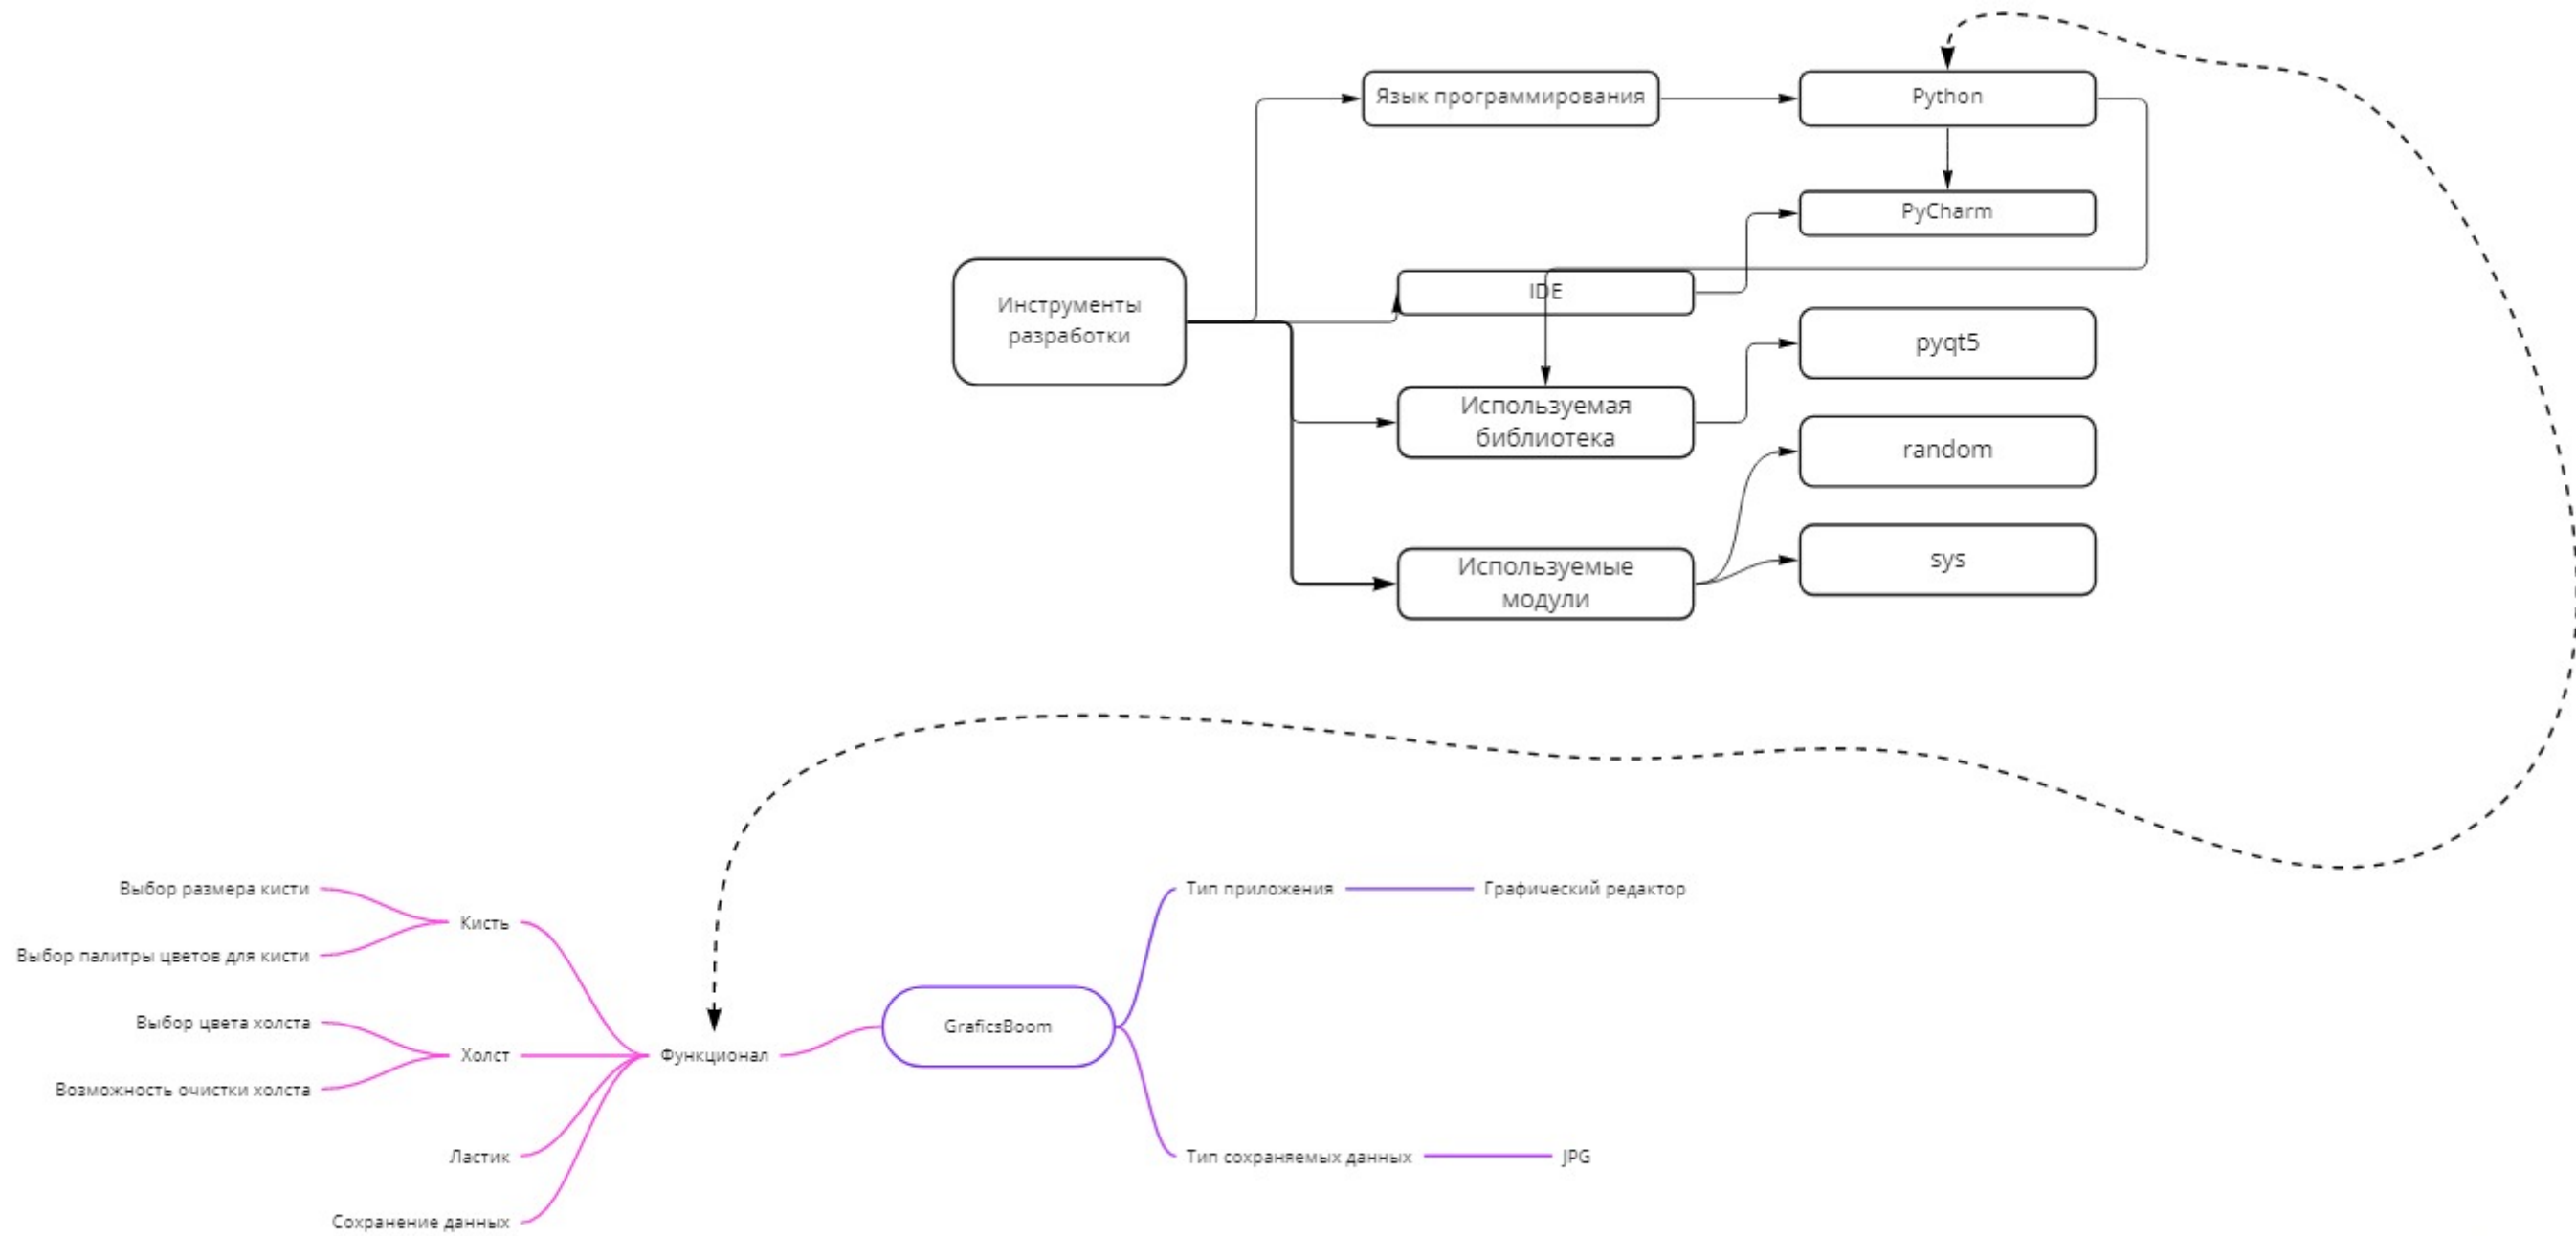 Язык программирования
Python
PyCharm
Инструменты
разработки
IDE
pyqt5
Используемая
библиотека
random
Используемые
модули
sys
Выбор размера кисти
Кисть
Выбор палитры цветов для кисти
Выбор цвета холста
Холст
Возможность очистки холста
Ластик
Сохранение данных
Функционал
GraficsBoom
Тип приложения
Графический редактор
Тип сохраняемых данных
JPG